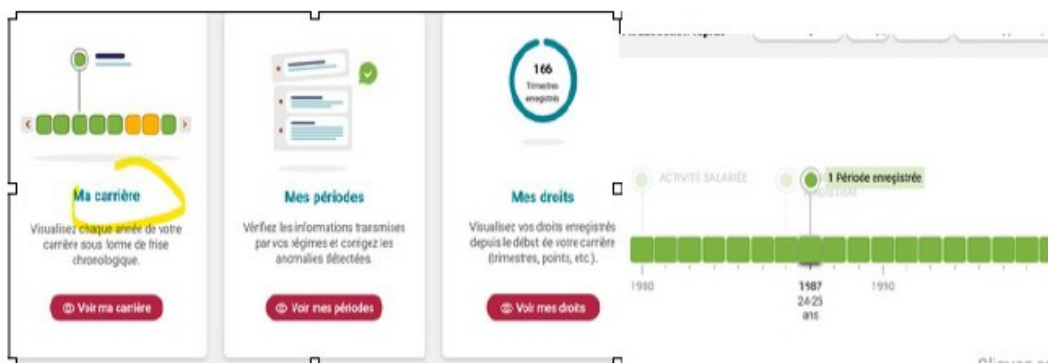 166
Trimestres
enregistrés
Ma carrière
Visualisez chaque année de votre
carrière sous forme de frise
chronologique.
Voir ma carrière
Mes périodes
Vérifiez les informations transmises
par vos régimes et corrigez les
anomalies détectées.
Voir mes périodes
Mes droits
Visualisez vos droits enregistrés
depuis le début de votre carrière
(trimestres, points, etc.).
Voir mes droits
ACTIVITÉ SALARIÉE
1 Période enregistrée
1980
1987
24-25
ans
1990